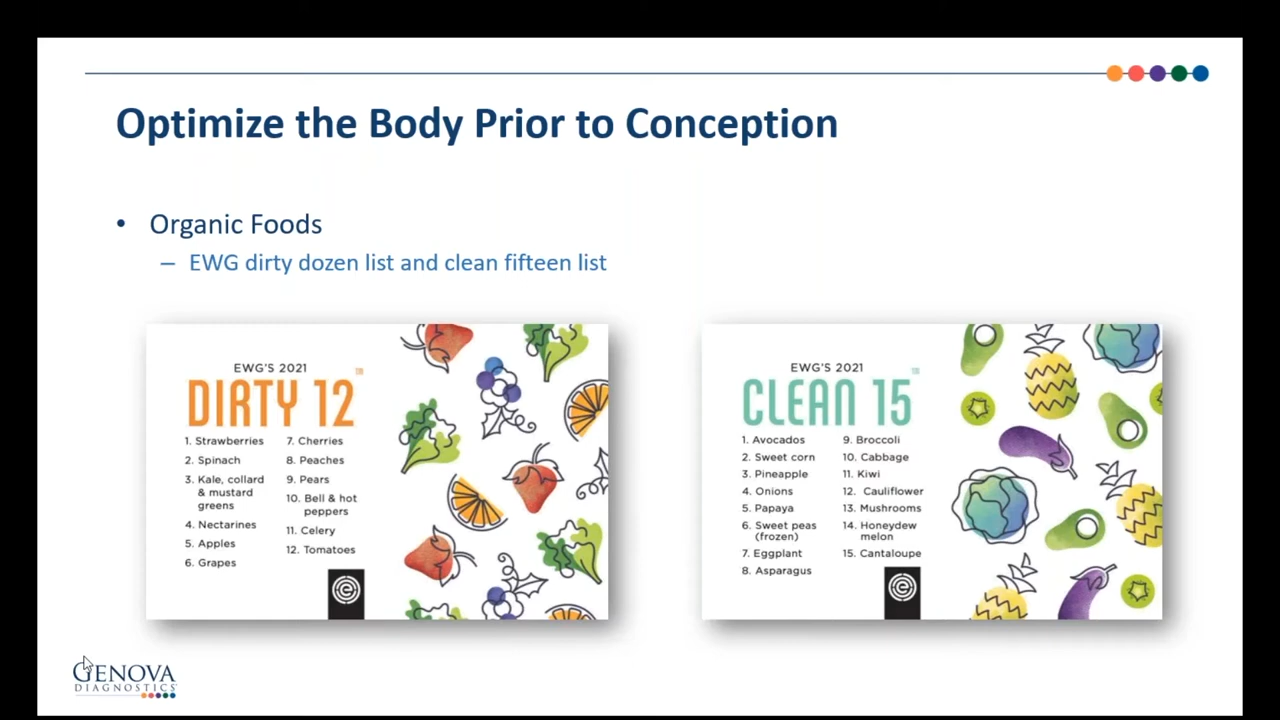 Optimize the Body Prior to Conception
• Organic Foods
– EWG dirty dozen list and clean fifteen list
EWG'S 2021
DIRTY 12™
1. Strawberries
2. Spinach
3. Kale, collard
& mustard
greens
4. Nectarines
5. Apples
6. Grapes
7. Cherries
8. Peaches
9. Pears
10. Bell & hot
peppers
11. Celery
12. Tomatoes
e
EWG'S 2021
CLEAN 15™
1. Avocados
2. Sweet corn
3. Pineapple
4. Onions
5. Papaya
6. Sweet peas
(frozen)
7. Eggplant
8. Asparagus
9. Broccoli
10. Cabbage
11. Kiwi
12. Cauliflower
13. Mushrooms
14. Honeydew
melon
15. Cantaloupe
e
GENOVA
DIAGNOSTICS